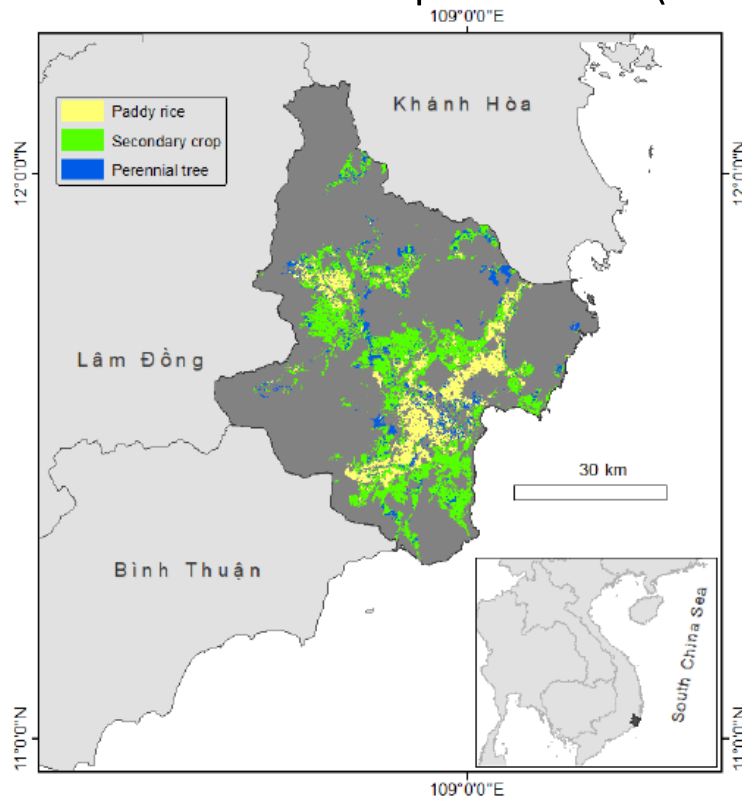 109°0'0"E
Paddy rice
Secondary crop
Perennial tree
Khánh Hòa
12°0'0"N
12°0'0"N
Lâm Đồng
30 km
Bình Thuận
South China Sea
11°0'0"N
11°0'0"N
109°0'0"E